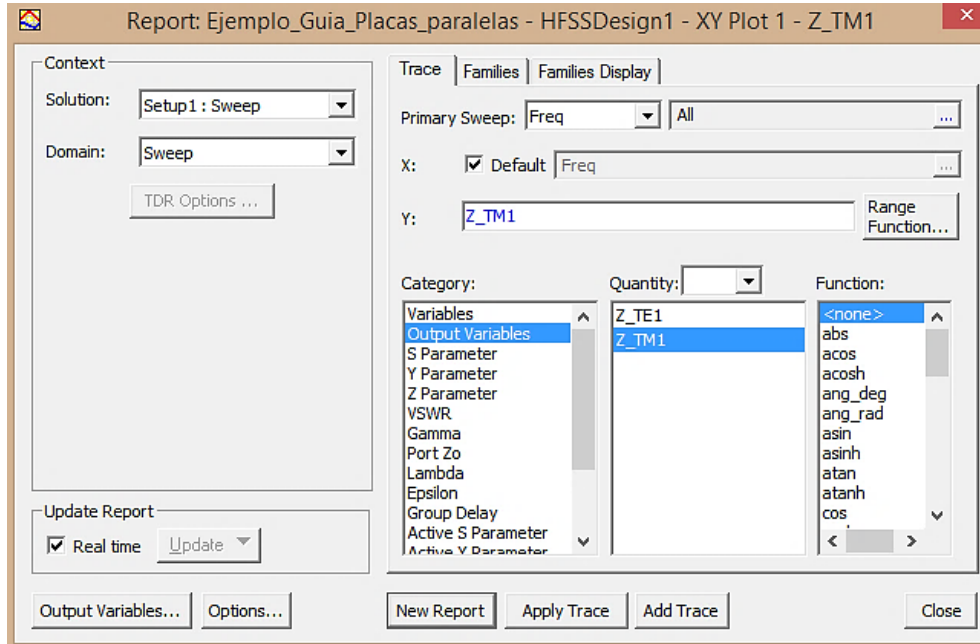 Report: Ejemplo_Guia_Placas_paralelas - HFSSDesign1 - XY Plot 1 - Z_TM1
Context
Solution: Setup1 : Sweep
Domain: Sweep
TDR Options ...
Update Report
Real time Update
Output Variables... Options...
Trace Families Families Display
Primary Sweep: Freq All ...
X: Default Freq ...
Y: Z_TM1 Range Function...
Category: Quantity: Function:
Variables
Output Variables
S Parameter
Y Parameter
Z Parameter
VSWR
Gamma
Port Zo
Lambda
Epsilon
Group Delay
Active S Parameter
Active Y Parameter
Z_TE1
Z_TM1
<none>
abs
acos
acosh
ang_deg
ang_rad
asin
asinh
atan
atanh
cos
New Report Apply Trace Add Trace Close